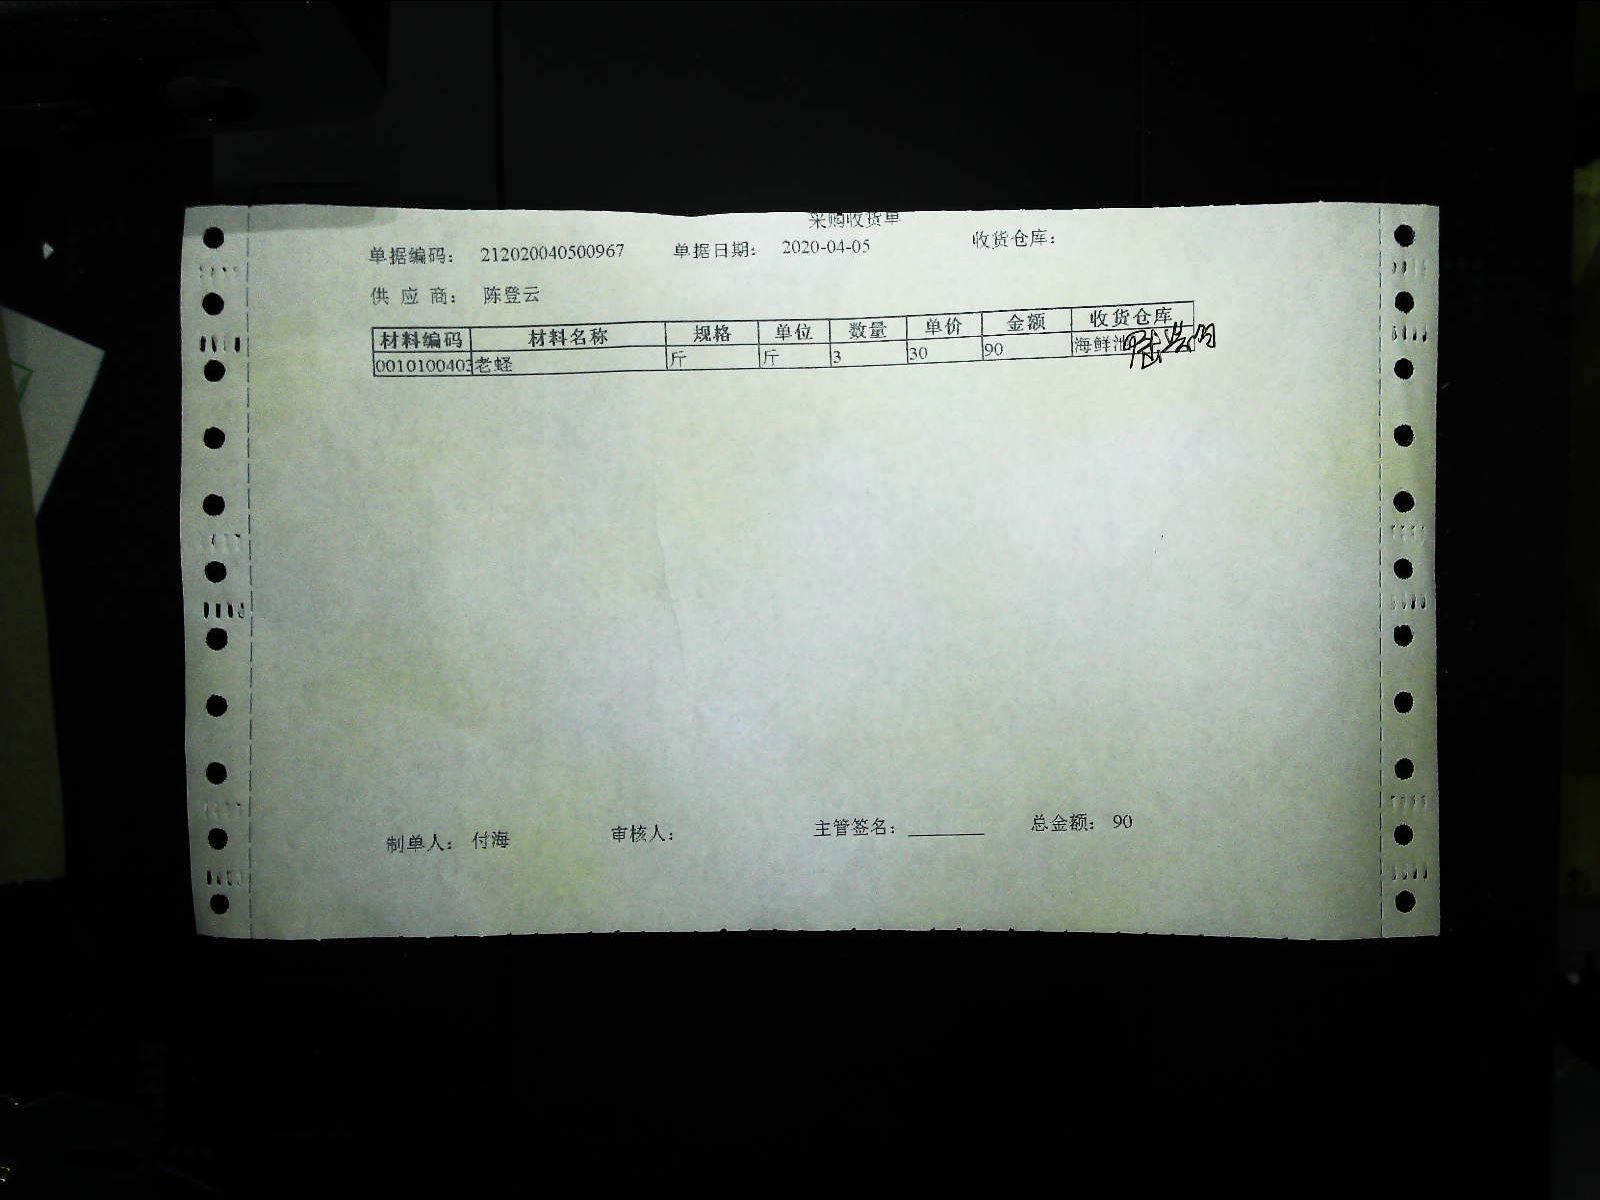 采购收货单
单据编码： 212020040500967 单据日期： 2020-04-05 收货仓库：
供 应 商： 陈登云
材料编码 材料名称 规格 单位 数量 单价 金额 收货仓库
0010100403 老蛏 斤 斤 3 30 90 海鲜池
制单人： 付海 审核人： 主管签名： ________ 总金额： 90